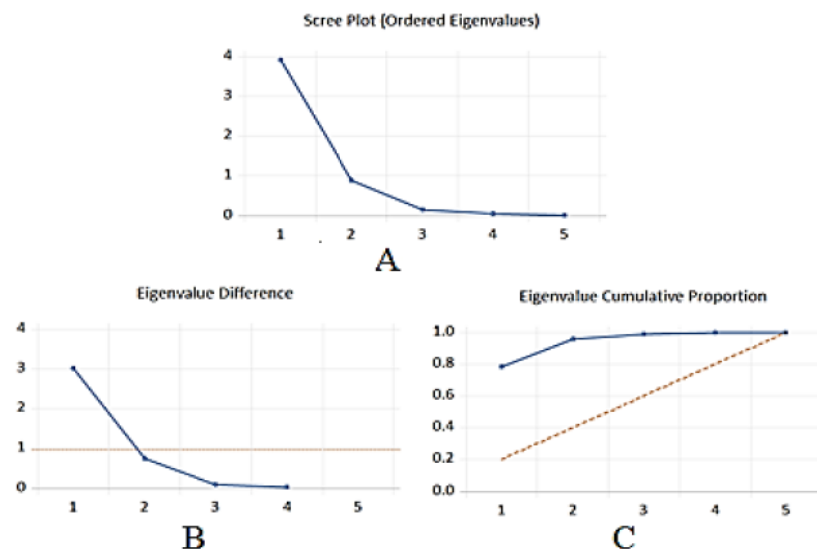 Scree Plot (Ordered Eigenvalues)
4
3
2
1
0
1 2 3 4 5
A
Eigenvalue Difference
4
3
2
1
0
1 2 3 4 5
B
Eigenvalue Cumulative Proportion
1.0
0.8
0.6
0.4
0.2
0.0
1 2 3 4 5
C